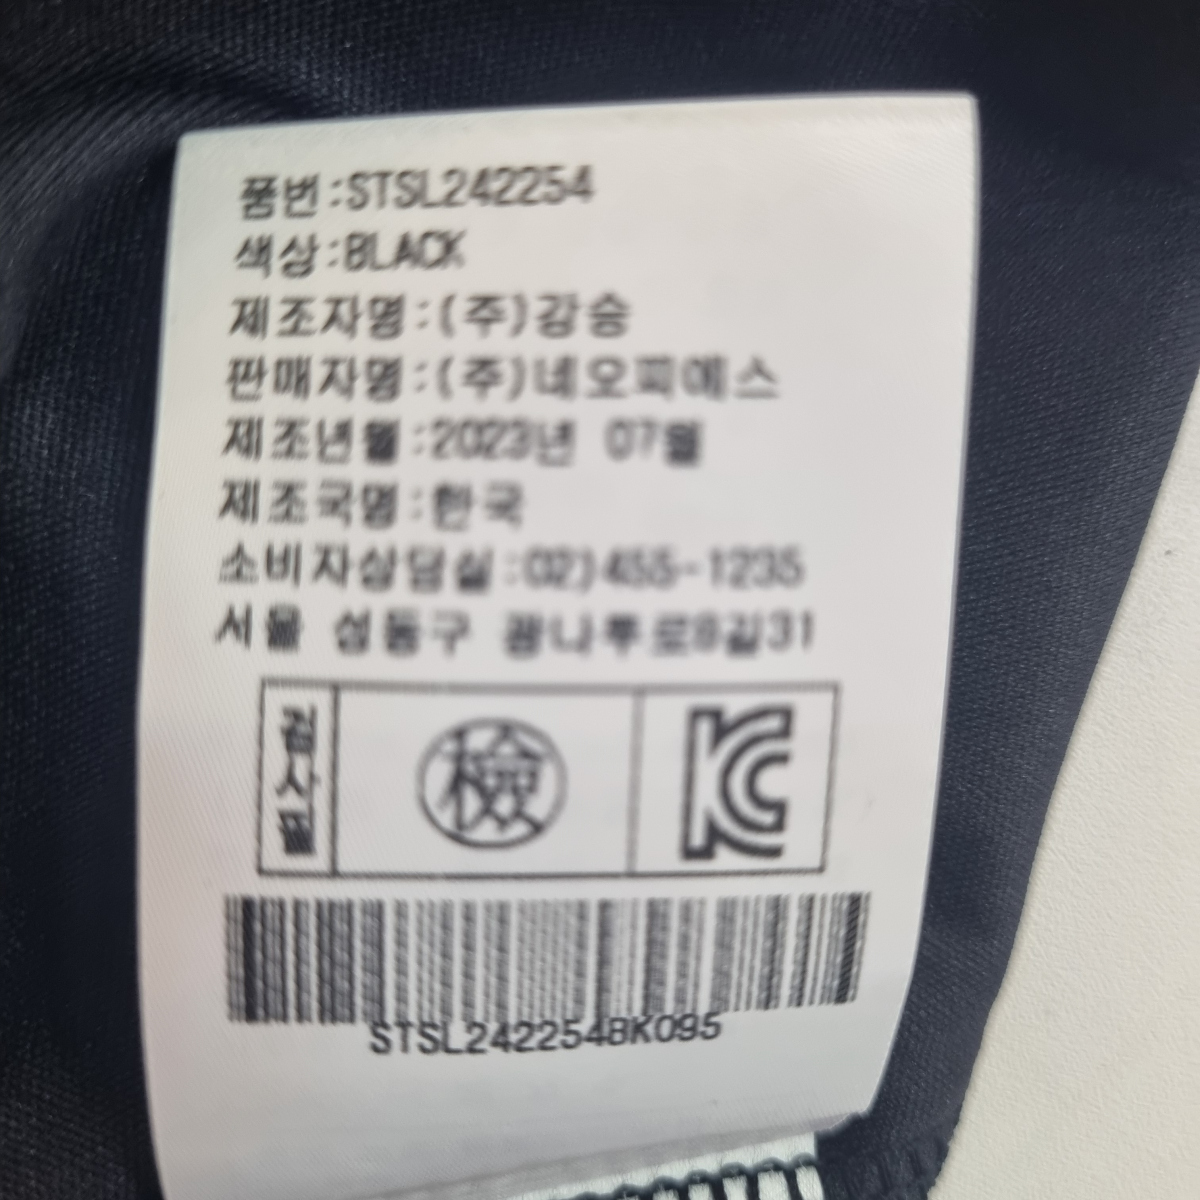 품번:STSL242254
색상:BLACK
제조자명:(주)강승
판매자명:(주)네오피에스
제조년월:2023년 07월
제조국명:한국
소비자상담실:02)455-1235
서울 성동구 광나루로8길31
검사필
檢
KC
STSL242254BK095